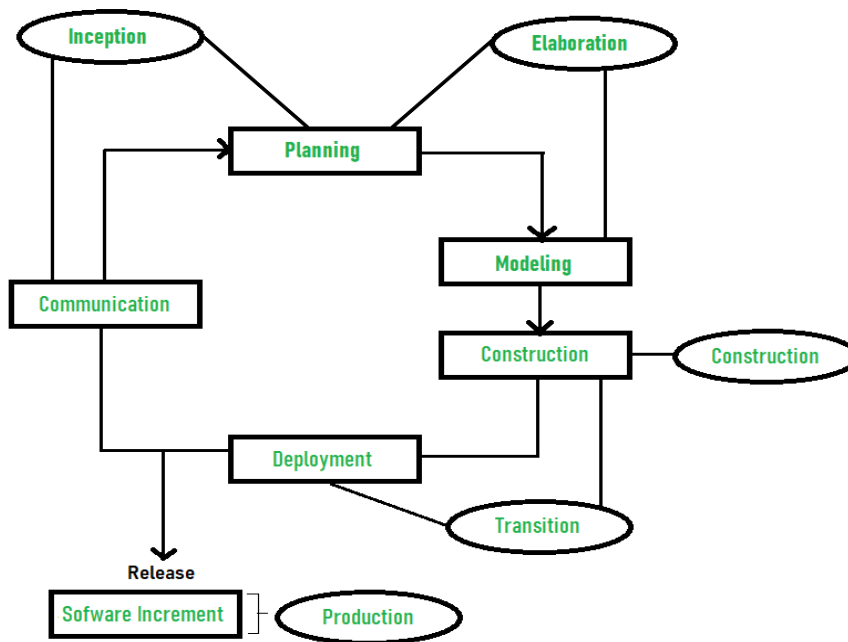 Inception
Elaboration
Planning
Modeling
Communication
Construction
Construction
Deployment
Transition
Release
Sofware Increment
Production